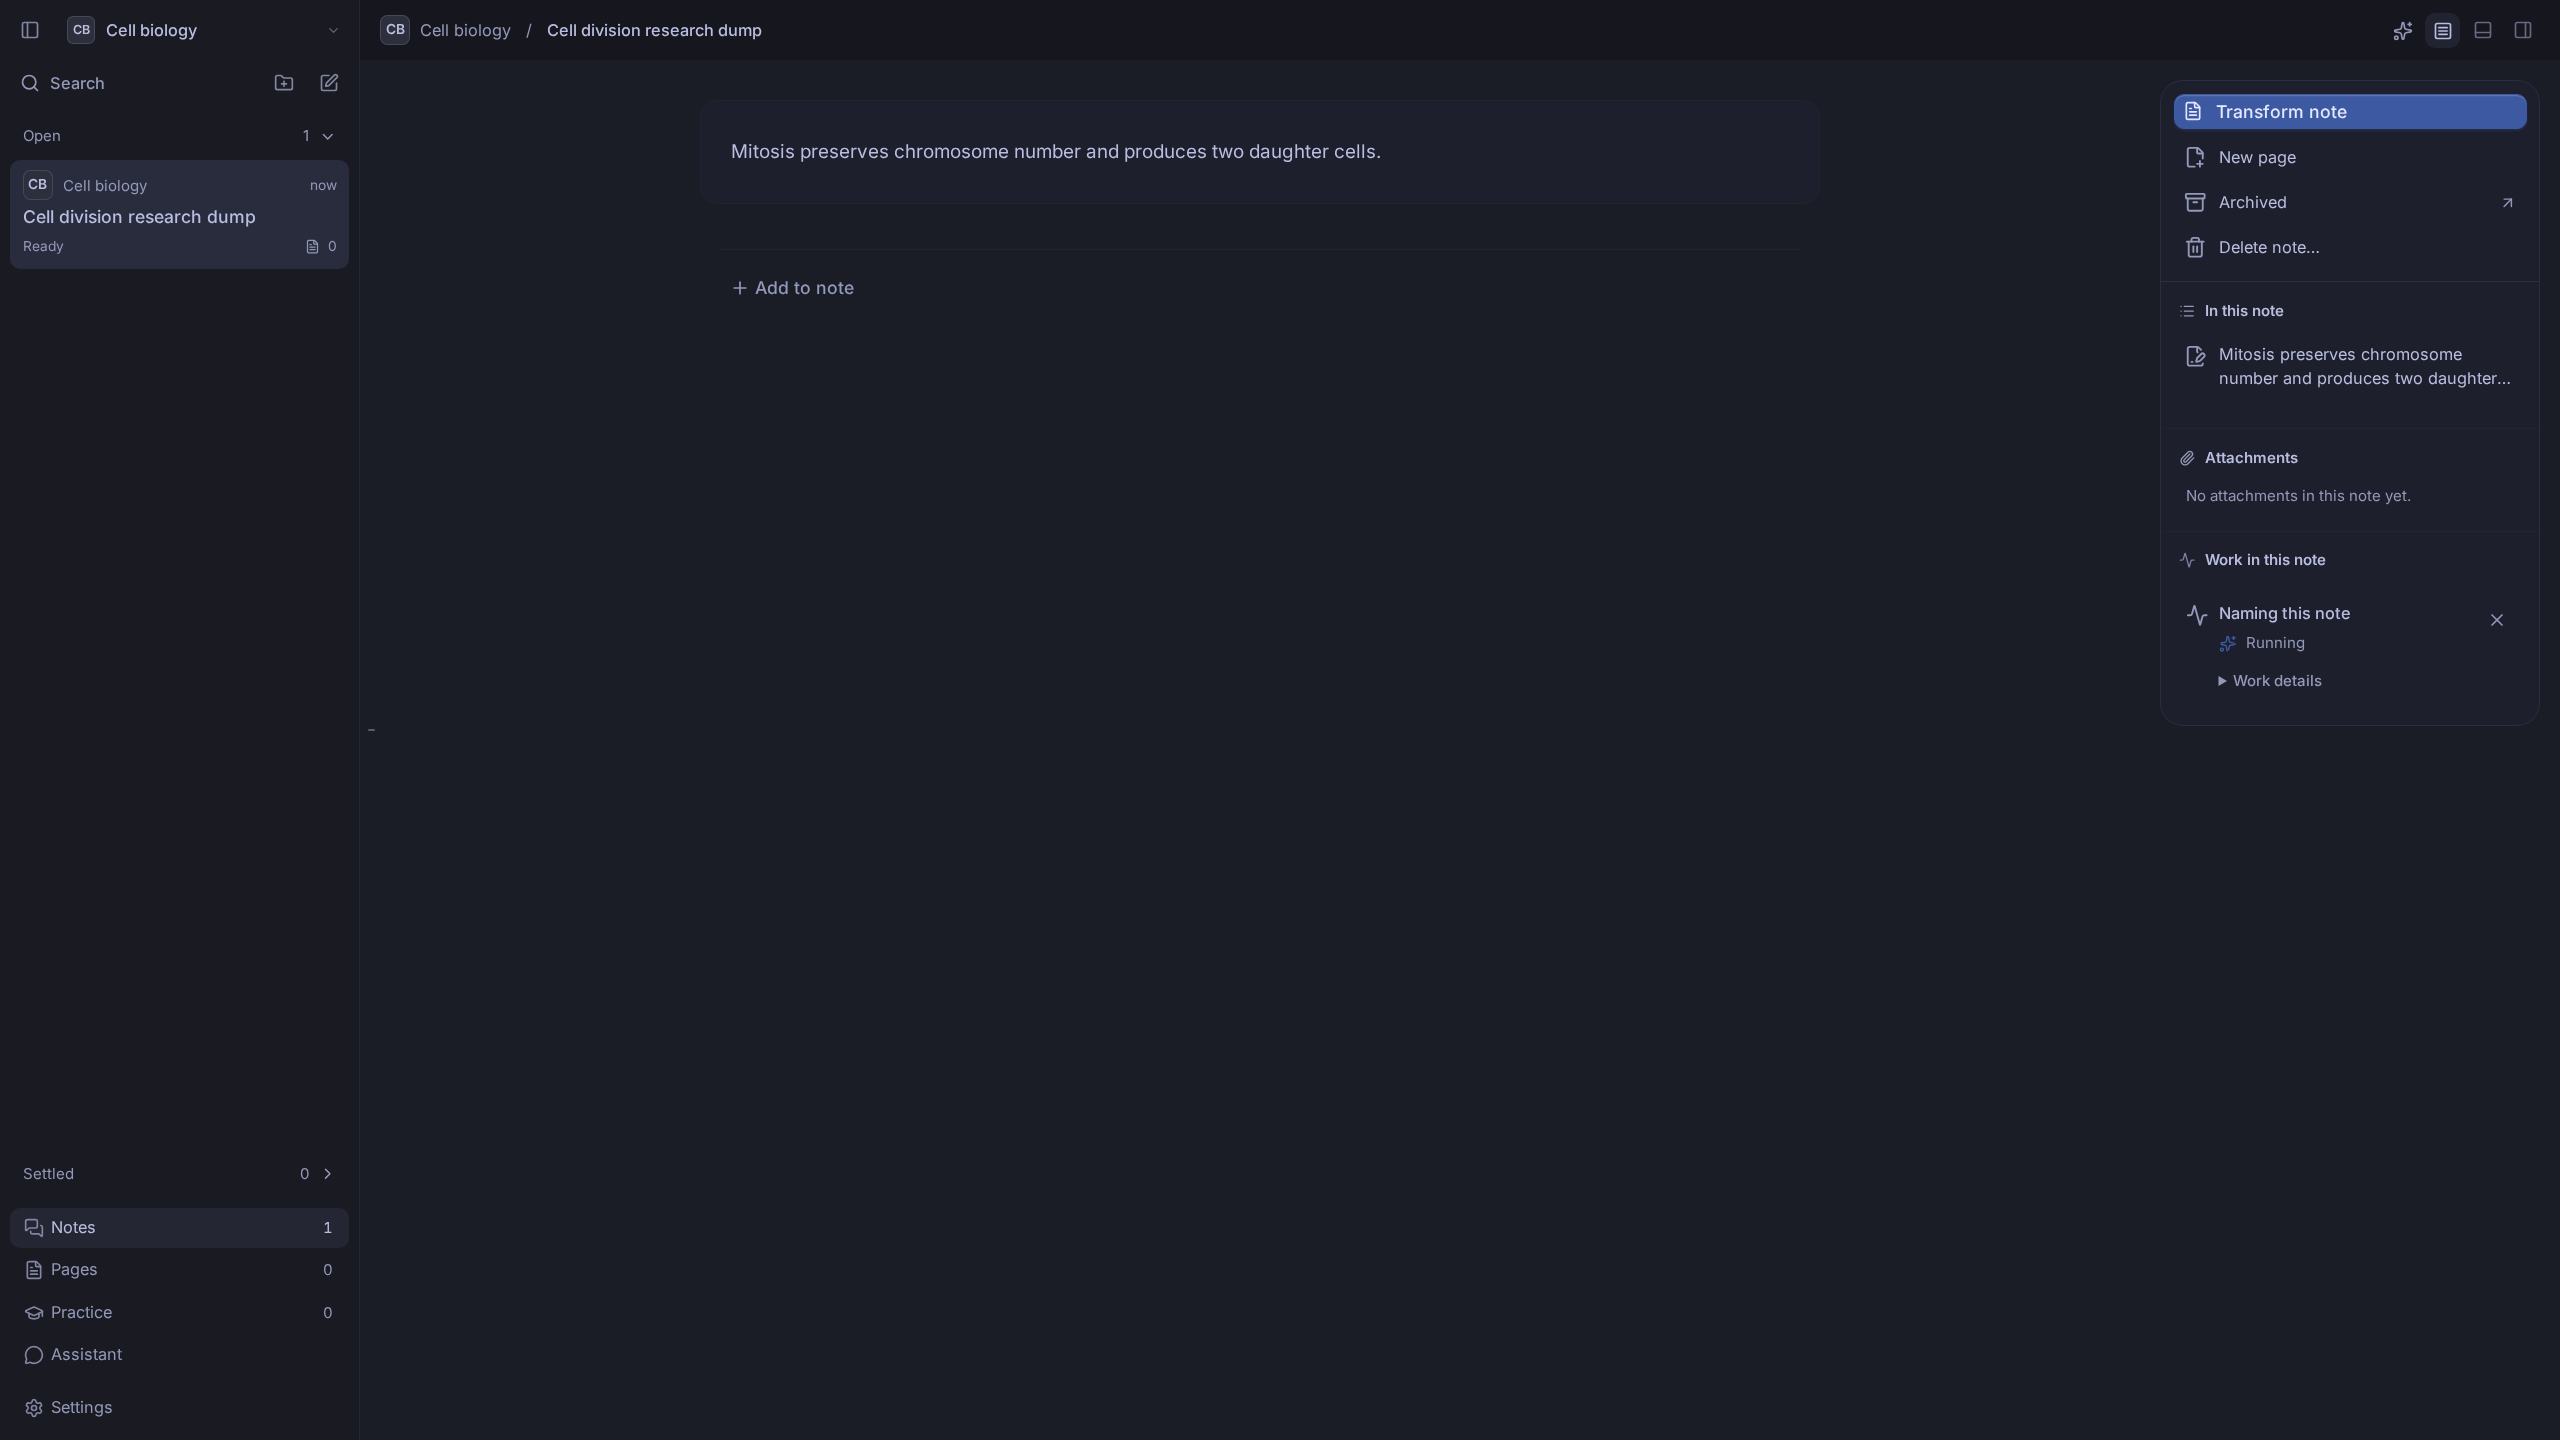 CB Cell biology
Search
Open 1
CB Cell biology now
Cell division research dump
Ready 0
Settled 0
Notes 1
Pages 0
Practice 0
Assistant
Settings
CB Cell biology / Cell division research dump
Mitosis preserves chromosome number and produces two daughter cells.
Add to note
Transform note
New page
Archived
Delete note...
In this note
Mitosis preserves chromosome
number and produces two daughter...
Attachments
No attachments in this note yet.
Work in this note
Naming this note
Running
Work details